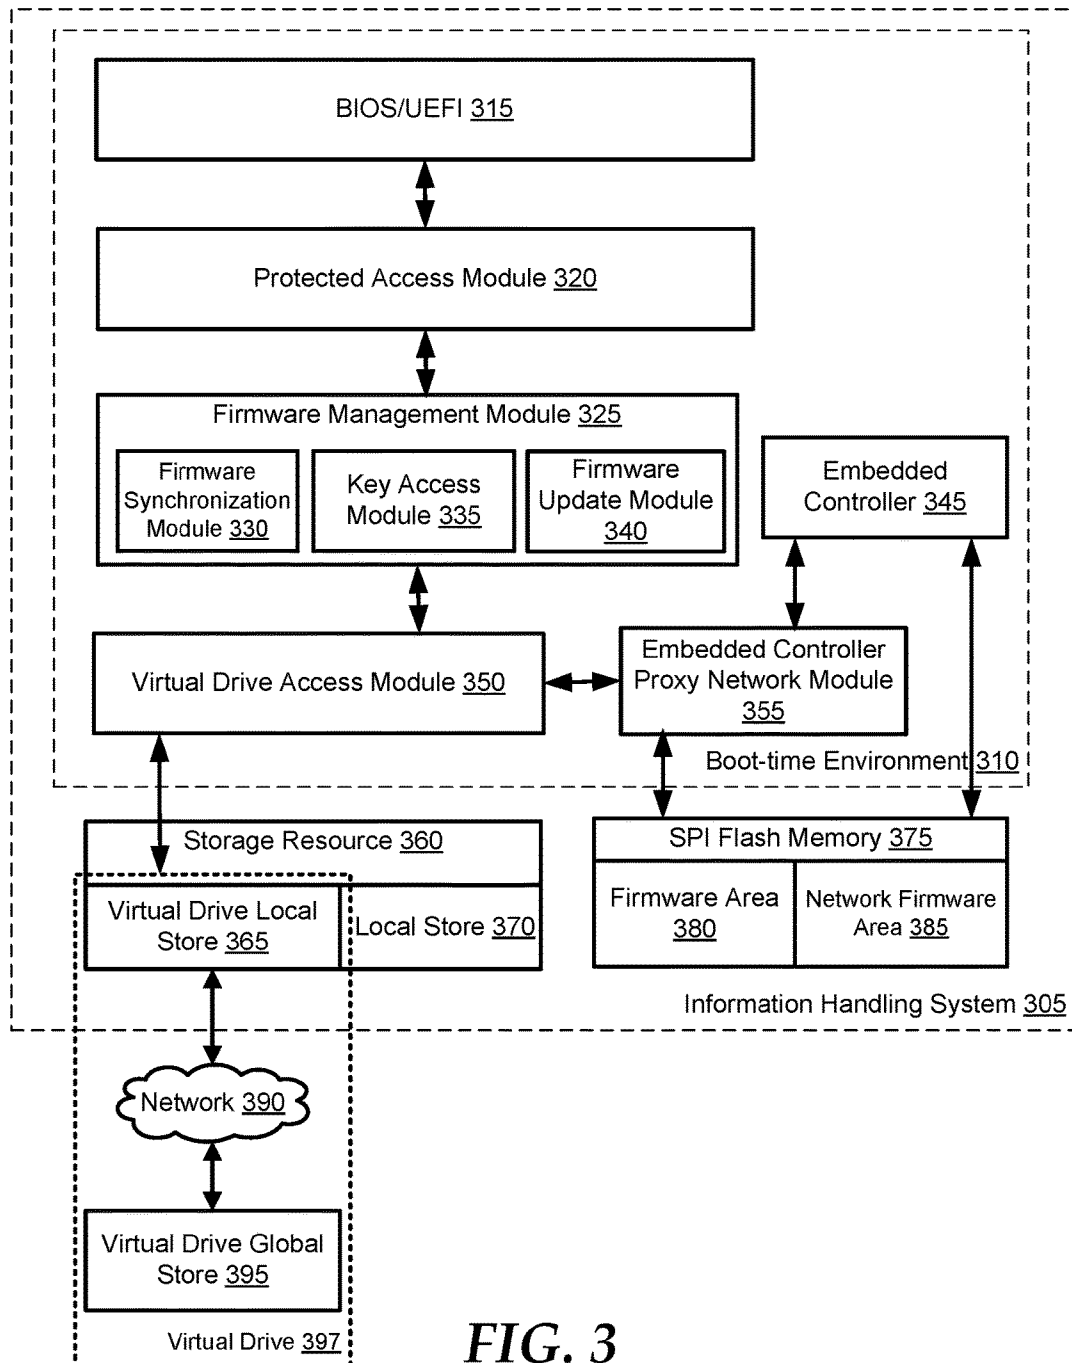 BIOS/UEFI 315
Protected Access Module 320
Firmware Management Module 325
Firmware
Synchronization
Module 330
Key Access
Module 335
Firmware
Update Module
340
Embedded
Controller 345
Virtual Drive Access Module 350
Embedded Controller
Proxy Network Module
355
Boot-time Environment 310
Storage Resource 360
Virtual Drive Local
Store 365
Local Store 370
SPI Flash Memory 375
Firmware Area
380
Network Firmware
Area 385
Information Handling System 305
Network 390
Virtual Drive Global
Store 395
Virtual Drive 397
FIG. 3